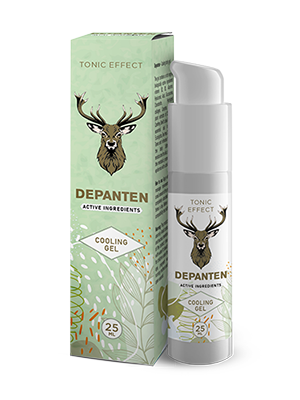 TONIC EFFECT
DEPANTEN
ACTIVE INGREDIENTS
COOLING
GEL
25
ML
TONIC
EFFECT
DEPANTEN
ACTIVE INGREDIENTS
COOLING
GEL
25
ML